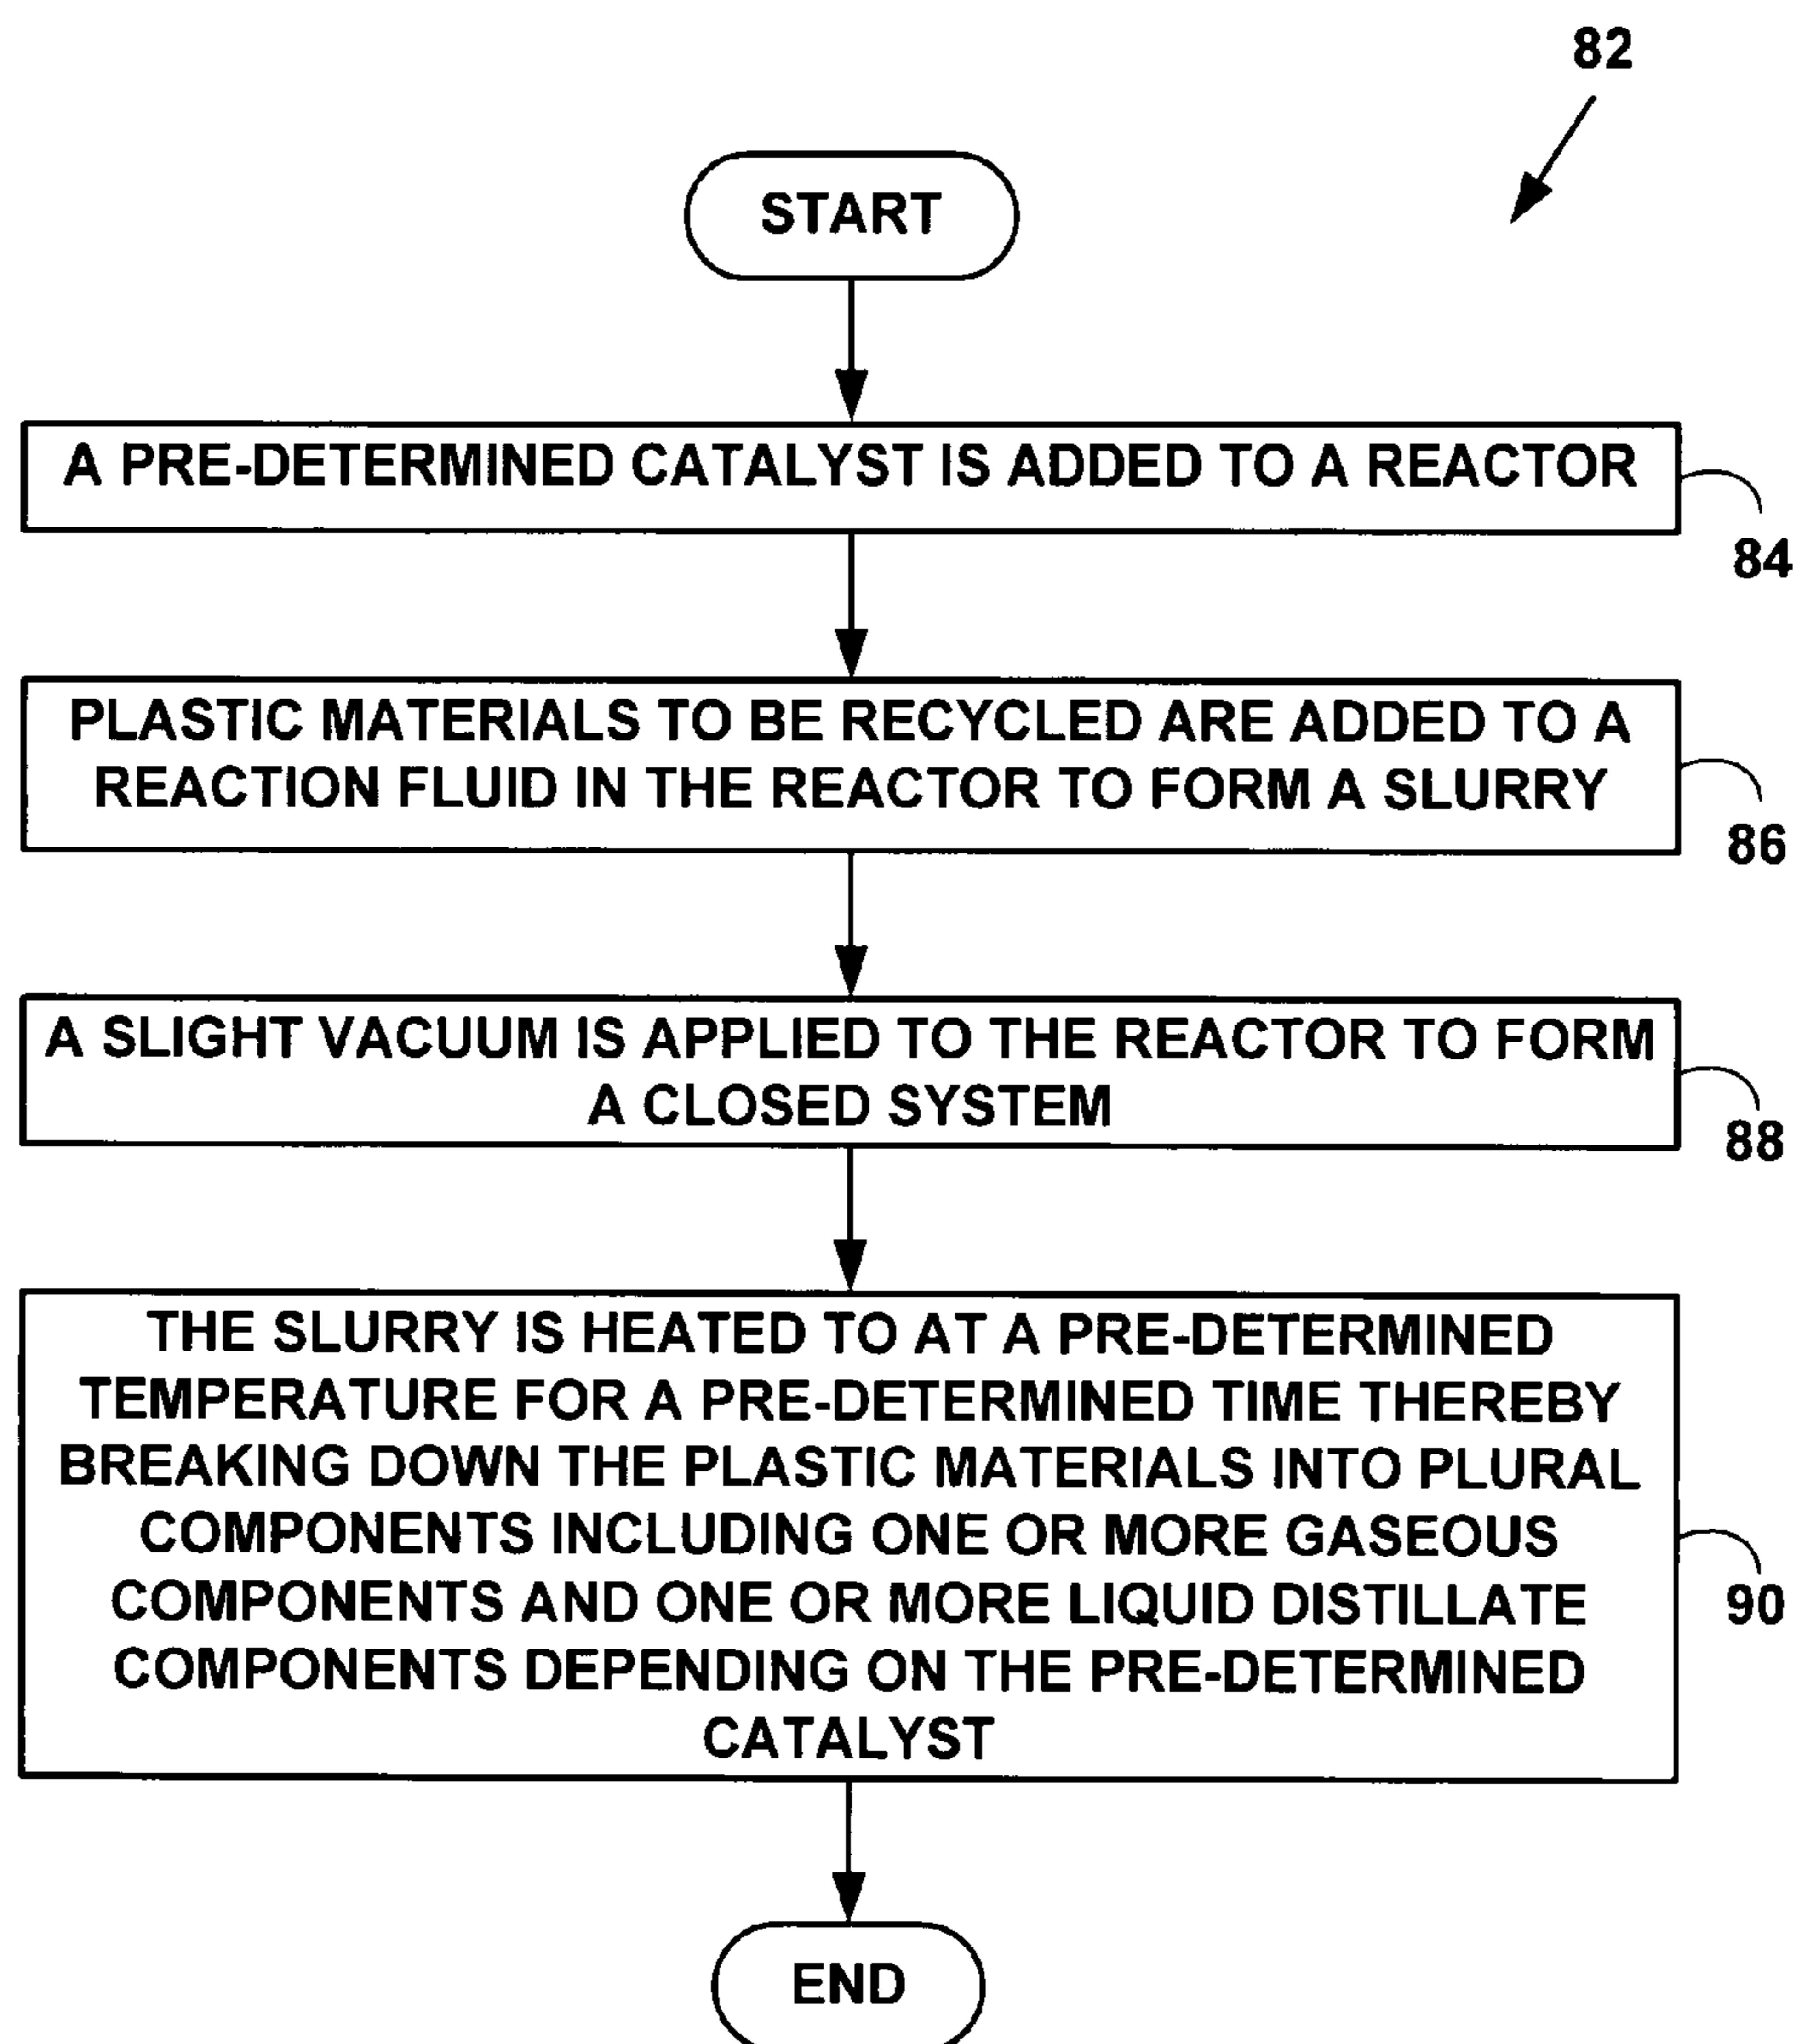 82
START
A PRE-DETERMINED CATALYST IS ADDED TO A REACTOR
84
PLASTIC MATERIALS TO BE RECYCLED ARE ADDED TO A
REACTION FLUID IN THE REACTOR TO FORM A SLURRY
86
A SLIGHT VACUUM IS APPLIED TO THE REACTOR TO FORM
A CLOSED SYSTEM
88
THE SLURRY IS HEATED TO AT A PRE-DETERMINED
TEMPERATURE FOR A PRE-DETERMINED TIME THEREBY
BREAKING DOWN THE PLASTIC MATERIALS INTO PLURAL
COMPONENTS INCLUDING ONE OR MORE GASEOUS
COMPONENTS AND ONE OR MORE LIQUID DISTILLATE
COMPONENTS DEPENDING ON THE PRE-DETERMINED
CATALYST
90
END